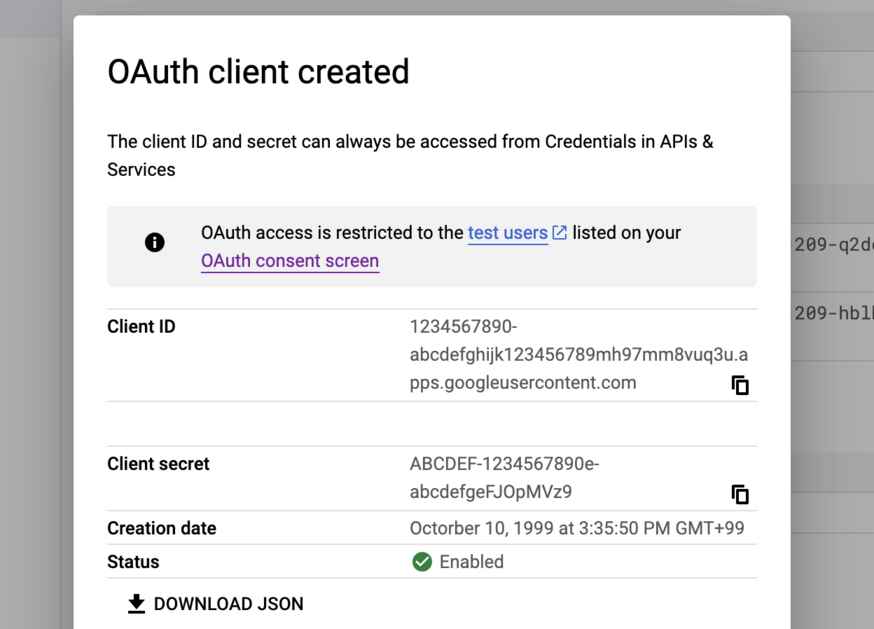 OAuth client created
The client ID and secret can always be accessed from Credentials in APIs &
Services
OAuth access is restricted to the test users listed on your
OAuth consent screen
Client ID
1234567890-
abcdefghijk123456789mh97mm8vuq3u.a
pps.googleusercontent.com
Client secret
ABCDEF-1234567890e-
abcdefgeFJOpMVz9
Creation date
Octorber 10, 1999 at 3:35:50 PM GMT+99
Status
Enabled
DOWNLOAD JSON
209-q2d
209-hbl